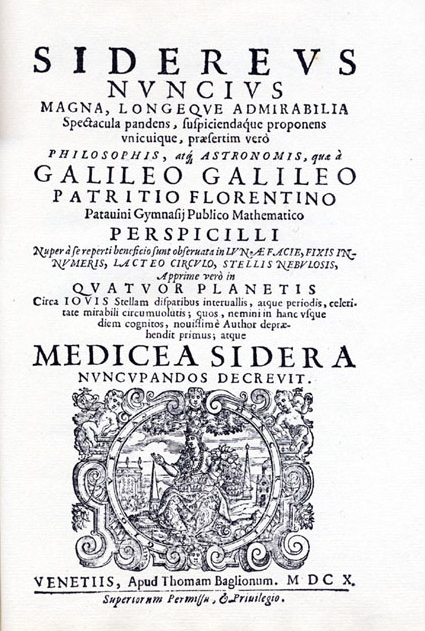 SIDEREVS
NVNCIVS
MAGNA, LONGEQVE ADMIRABILIA
Spectacula pandens, suspiciendaque proponens
vnicuique, præsertim verò
PHILOSOPHIS, atq; ASTRONOMIS, quæ à
GALILEO GALILEO
PATRITIO FLORENTINO
Patauini Gymnasij Publico Mathematico
PERSPICILLI
Nuper à se reperti beneficio sunt obseruata in LVNÆ FACIE, FIXIS IN-
NVMERIS, LACTEO CIRCVLO, STELLIS NEBVLOSIS,
Apprime verò in
QVATVOR PLANETIS
Circa IOVIS Stellam disparibus interuallis, atque periodis, celeri-
tate mirabili circumuolutis; quos, nemini in hanc vsque
diem cognitos, nouissimè Author depræ-
hendit primus; atque
MEDICEA SIDERA
NVNCVPANDOS DECREVIT.
VENETIIS, Apud Thomam Baglionum. M DC X.
Superiorum Permissu, & Priuilegio.